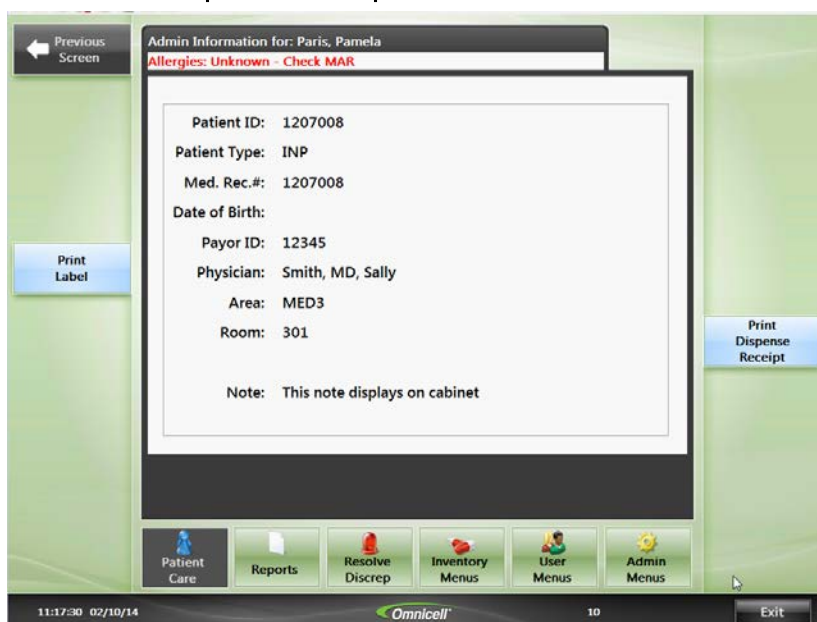 Previous
Screen
Admin Information for: Paris, Pamela
Allergies: Unknown - Check MAR
Patient ID: 1207008
Patient Type: INP
Med. Rec.#: 1207008
Date of Birth:
Payor ID: 12345
Physician: Smith, MD, Sally
Area: MED3
Room: 301
Note: This note displays on cabinet
Print
Label
Print
Dispense
Receipt
Patient
Care
Reports
Resolve
Discrep
Inventory
Menus
User
Menus
Admin
Menus
11:17:30 02/10/14
Omnicell
10
Exit